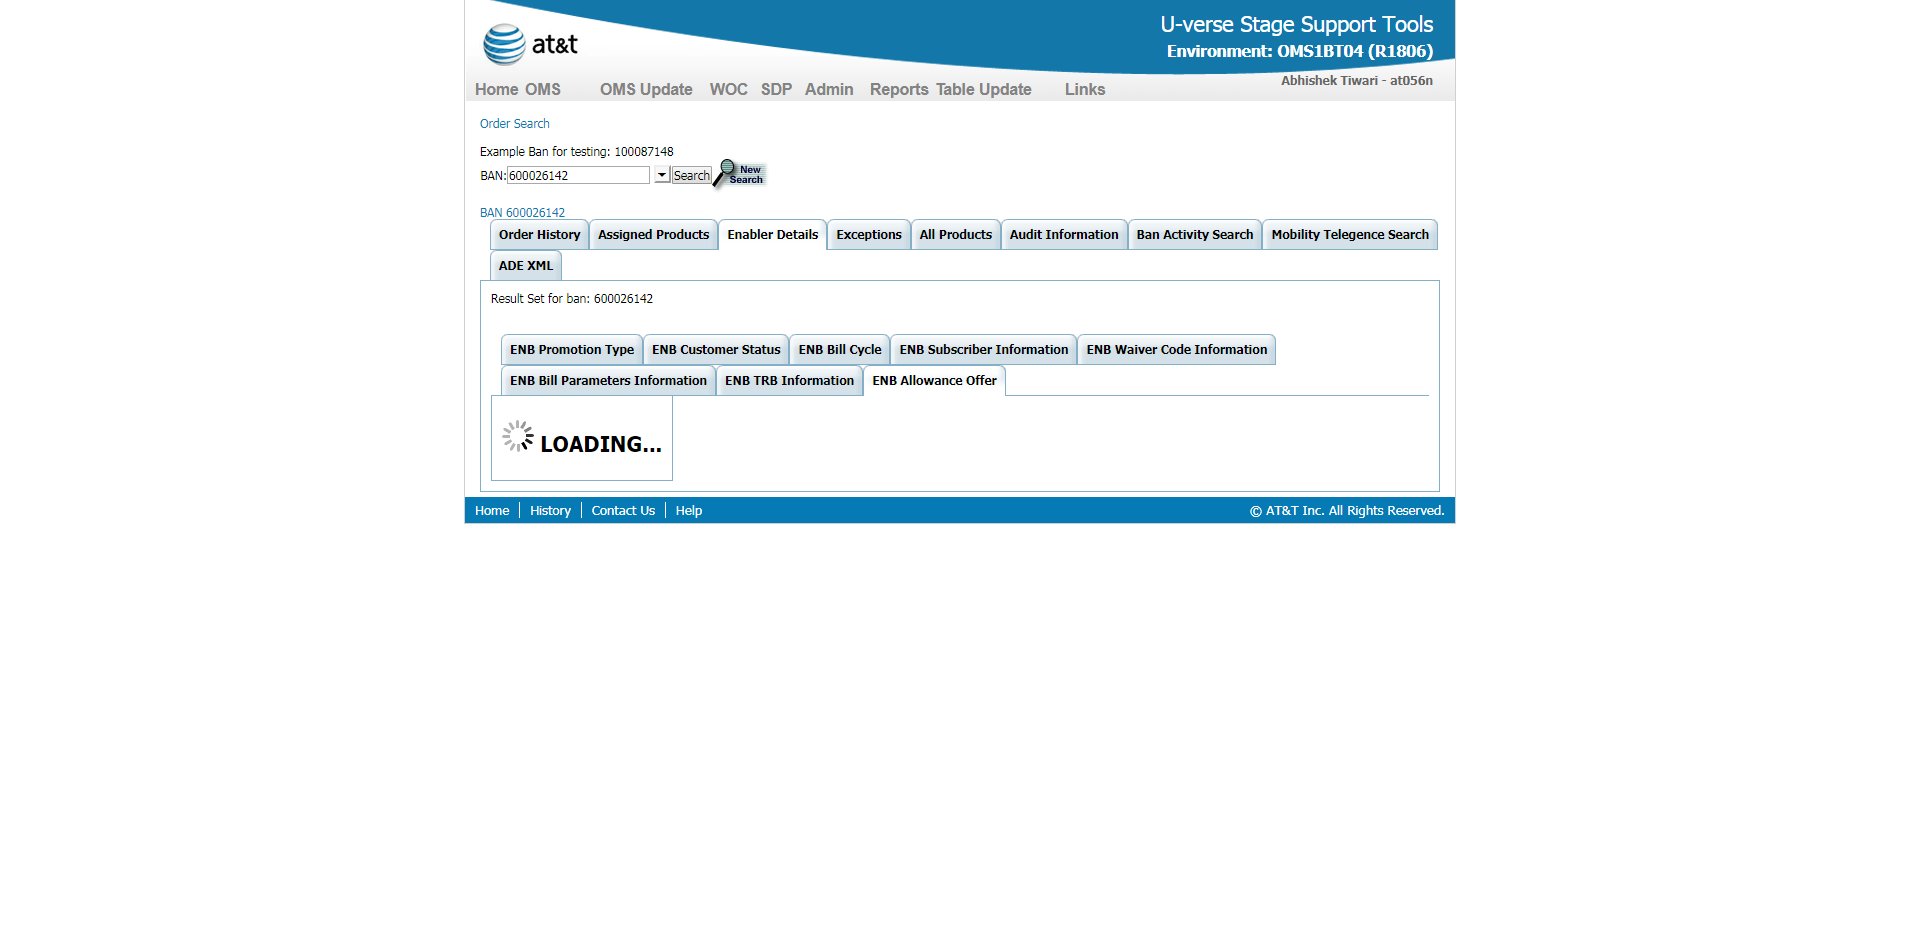 at&t
U-verse Stage Support Tools
Environment: OMS1BT04 (R1806)
Abhishek Tiwari - at056n
Home OMS OMS Update WOC SDP Admin Reports Table Update Links
Order Search
Example Ban for testing: 100087148
BAN: 600026142 Search New Search
BAN 600026142
Order History Assigned Products Enabler Details Exceptions All Products Audit Information Ban Activity Search Mobility Telegence Search
ADE XML
Result Set for ban: 600026142
ENB Promotion Type ENB Customer Status ENB Bill Cycle ENB Subscriber Information ENB Waiver Code Information
ENB Bill Parameters Information ENB TRB Information ENB Allowance Offer
LOADING...
Home History Contact Us Help © AT&T Inc. All Rights Reserved.